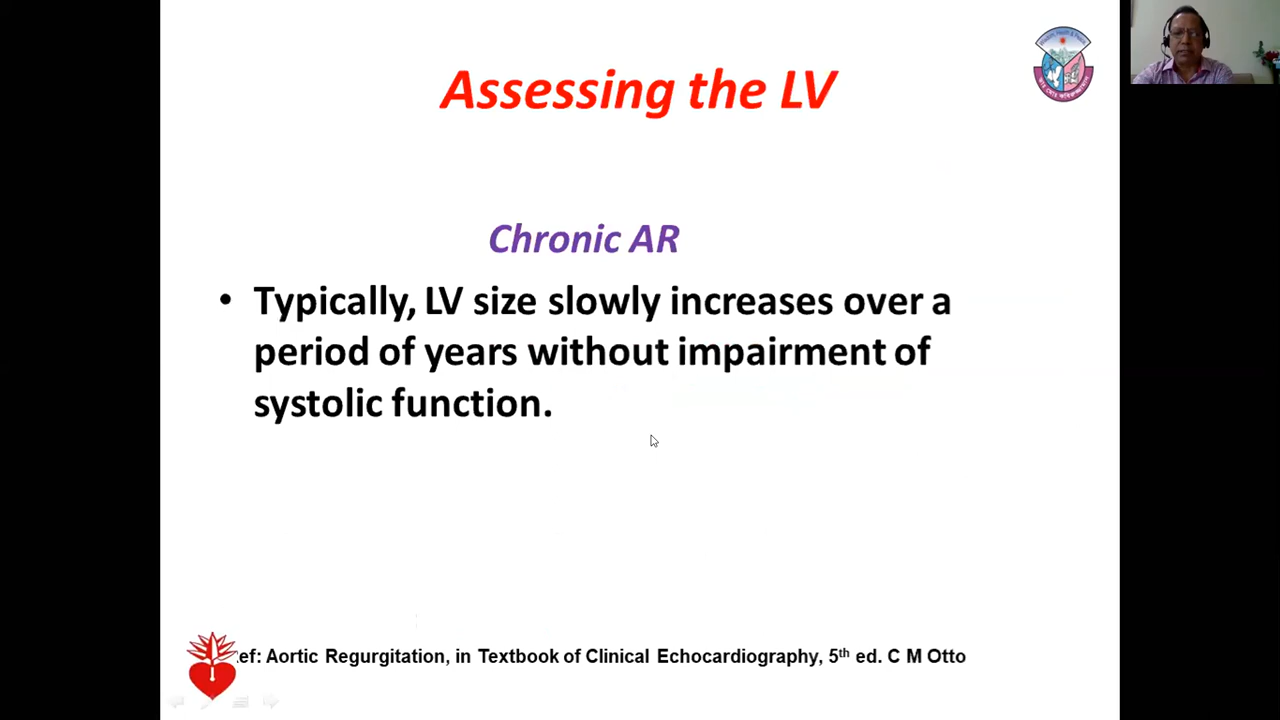 Assessing the LV
Chronic AR
• Typically, LV size slowly increases over a
period of years without impairment of
systolic function.
ef: Aortic Regurgitation, in Textbook of Clinical Echocardiography, 5th ed. C M Otto